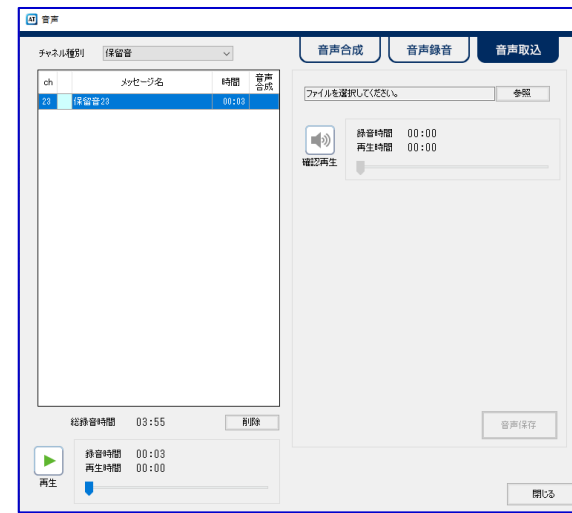 AT 音声
チャネル種別 保留音
音声合成 音声録音 音声取込
ch メッセージ名 時間 音声合成
23 保留音23 00:03
ファイルを選択してください。 参照
録音時間 00:00
再生時間 00:00
確認再生
総録音時間 03:55 削除
音声保存
録音時間 00:03
再生時間 00:00
再生
閉じる